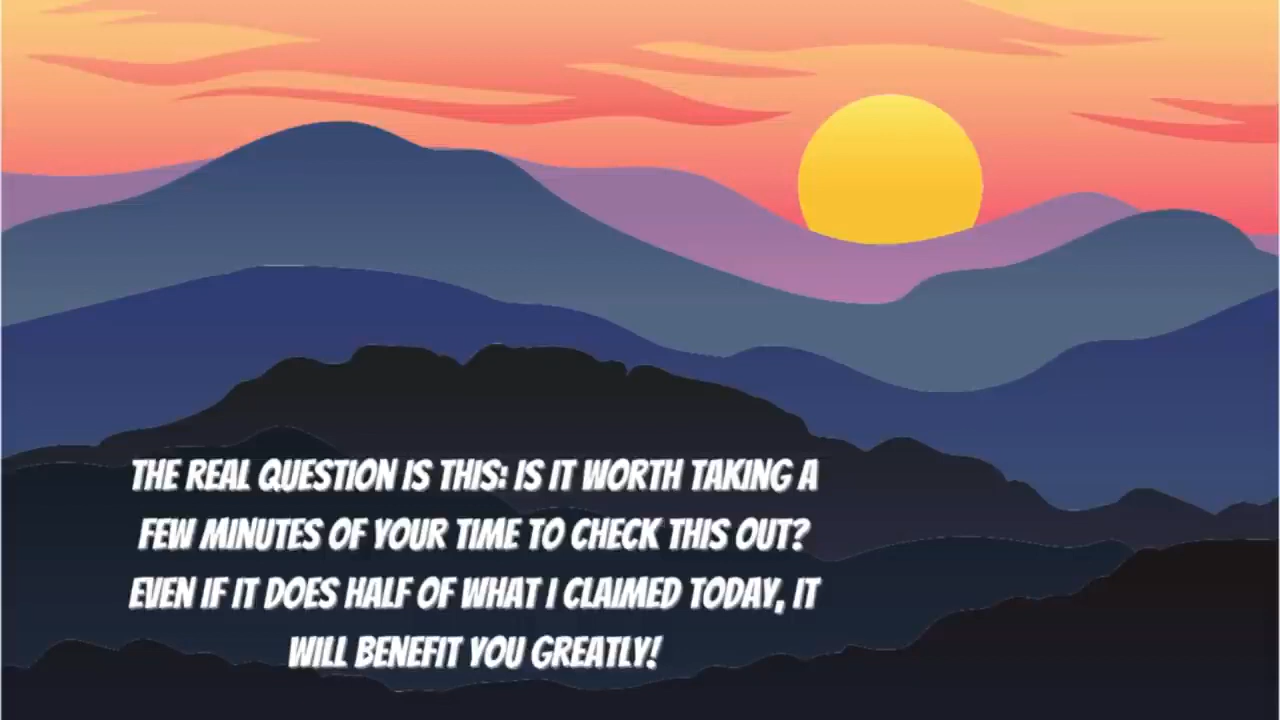 THE REAL QUESTION IS THIS: IS IT WORTH TAKING A
FEW MINUTES OF YOUR TIME TO CHECK THIS OUT?
EVEN IF IT DOES HALF OF WHAT I CLAIMED TODAY, IT
WILL BENEFIT YOU GREATLY!